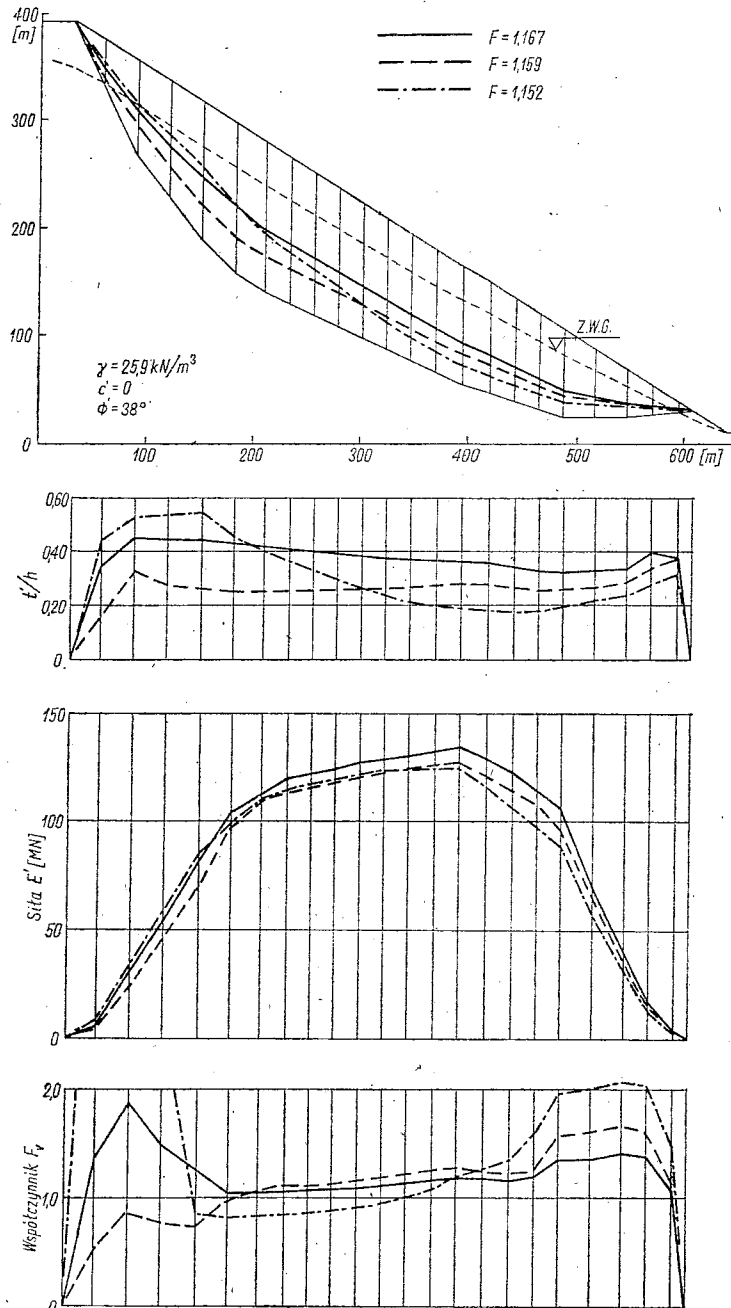 400
[m]
300
200
100
0
F = 1,167
F = 1,159
F = 1,152
Z.W.G.
γ = 25,9 kN/m³
c' = 0
Φ' = 38°
100
200
300
400
500
600 [m]
0,60
0,40
0,20
0
t'/h
150
100
50
0
Siła E' [MN]
2,0
1,0
0
Współczynnik Fᵥ